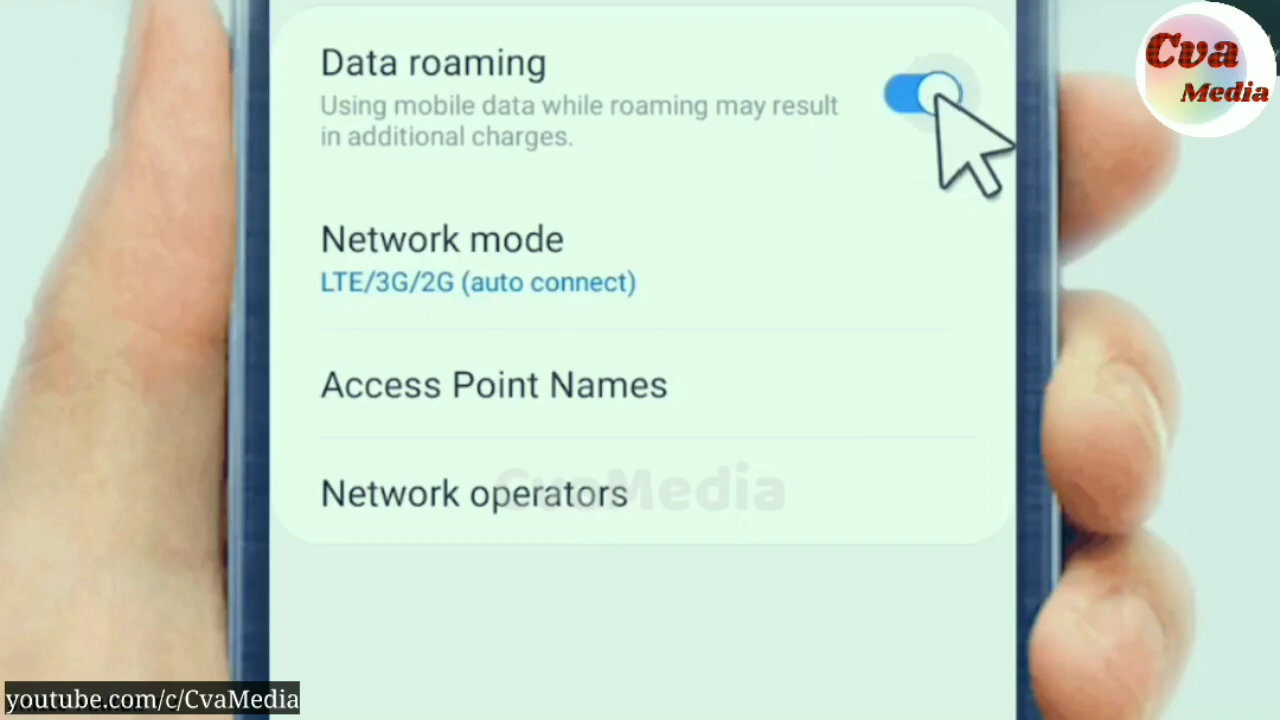 Data roaming
Using mobile data while roaming may result
in additional charges.
Network mode
LTE/3G/2G (auto connect)
Access Point Names
Network operators
CvaMedia
Cva
Media
youtube.com/c/CvaMedia